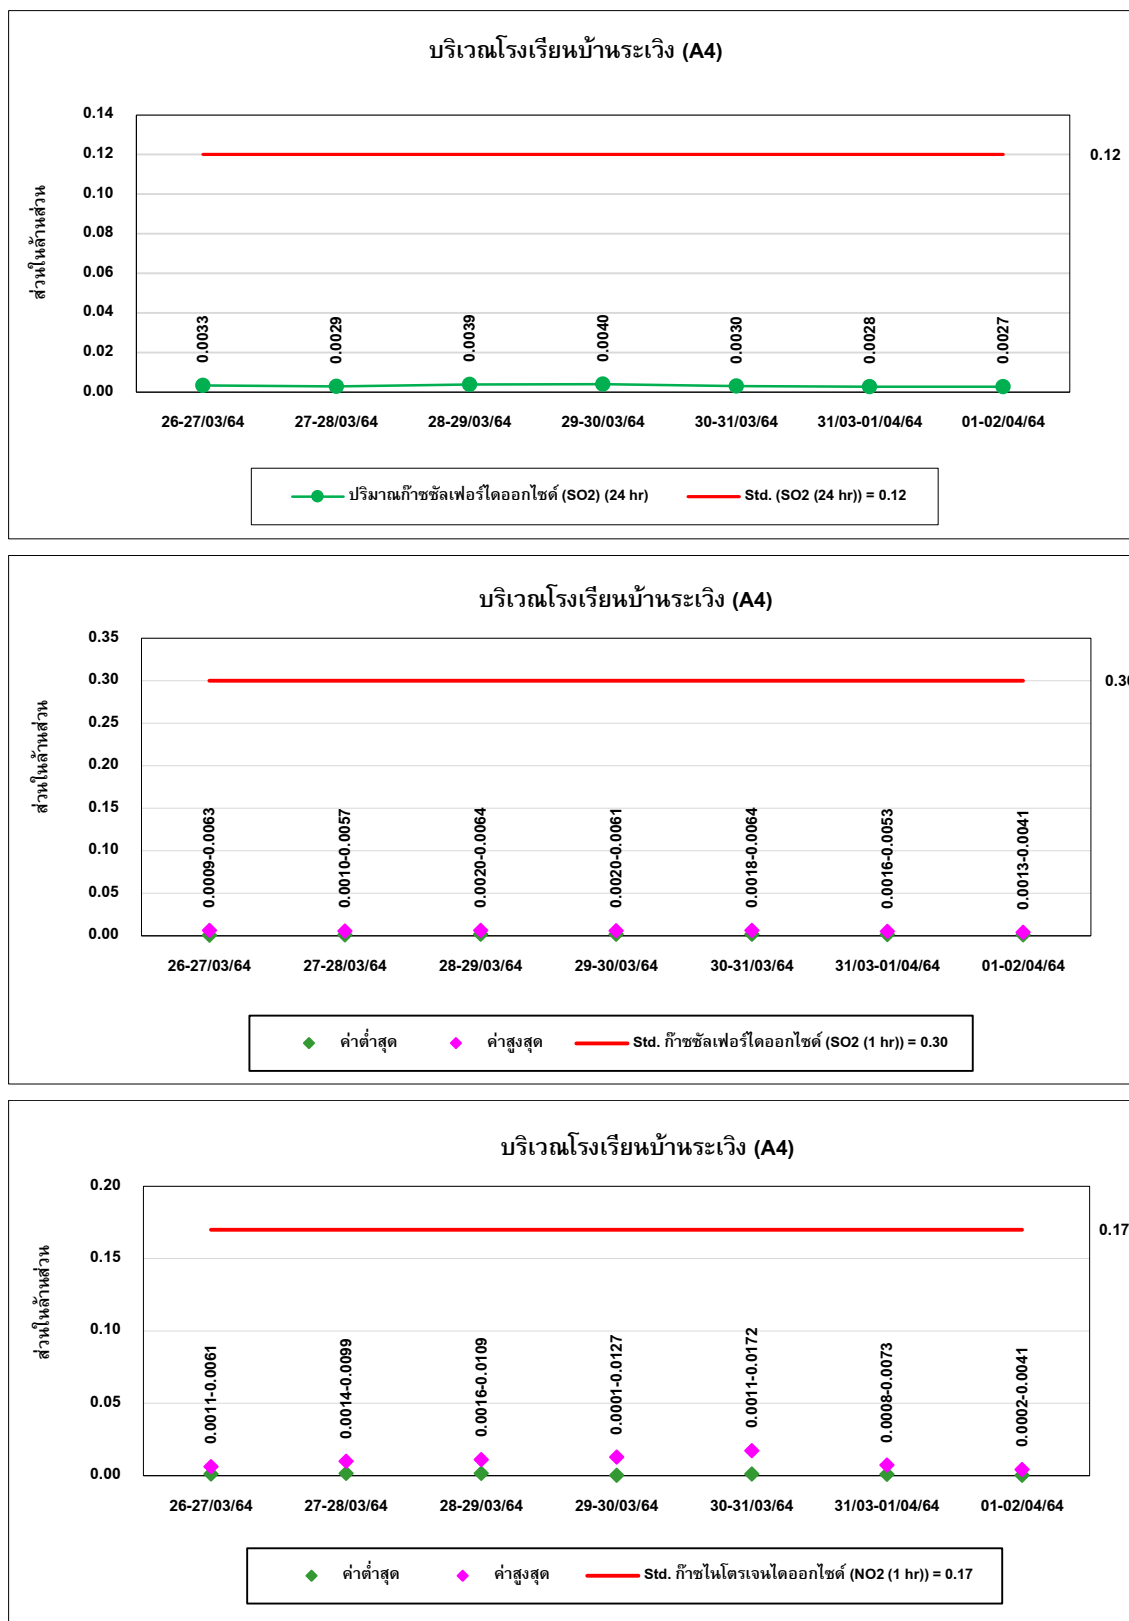 บริเวณโรงเรียนบ้านระเวิง (A4)
ส่วนในล้านส่วน
0.14
0.12
0.10
0.08
0.06
0.04
0.02
0.00
0.12
0.0033 0.0029 0.0039 0.0040 0.0030 0.0028 0.0027
26-27/03/64 27-28/03/64 28-29/03/64 29-30/03/64 30-31/03/64 31/03-01/04/64 01-02/04/64
ปริมาณก๊าซซัลเฟอร์ไดออกไซด์ (SO2) (24 hr) Std. (SO2 (24 hr)) = 0.12
บริเวณโรงเรียนบ้านระเวิง (A4)
ส่วนในล้านส่วน
0.35
0.30
0.25
0.20
0.15
0.10
0.05
0.00
0.30
0.0009-0.0063 0.0010-0.0057 0.0020-0.0064 0.0020-0.0061 0.0018-0.0064 0.0016-0.0053 0.0013-0.0041
26-27/03/64 27-28/03/64 28-29/03/64 29-30/03/64 30-31/03/64 31/03-01/04/64 01-02/04/64
ค่าต่ำสุด ค่าสูงสุด Std. ก๊าซซัลเฟอร์ไดออกไซด์ (SO2 (1 hr)) = 0.30
บริเวณโรงเรียนบ้านระเวิง (A4)
ส่วนในล้านส่วน
0.20
0.15
0.10
0.05
0.00
0.17
0.0011-0.0061 0.0014-0.0099 0.0016-0.0109 0.0001-0.0127 0.0011-0.0172 0.0008-0.0073 0.0002-0.0041
26-27/03/64 27-28/03/64 28-29/03/64 29-30/03/64 30-31/03/64 31/03-01/04/64 01-02/04/64
ค่าต่ำสุด ค่าสูงสุด Std. ก๊าซไนโตรเจนไดออกไซด์ (NO2 (1 hr)) = 0.17